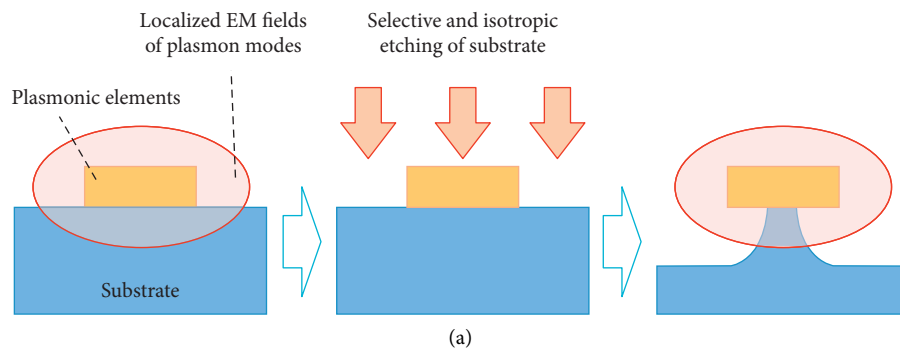 Localized EM fields
of plasmon modes
Selective and isotropic
etching of substrate
Plasmonic elements
Substrate
(a)